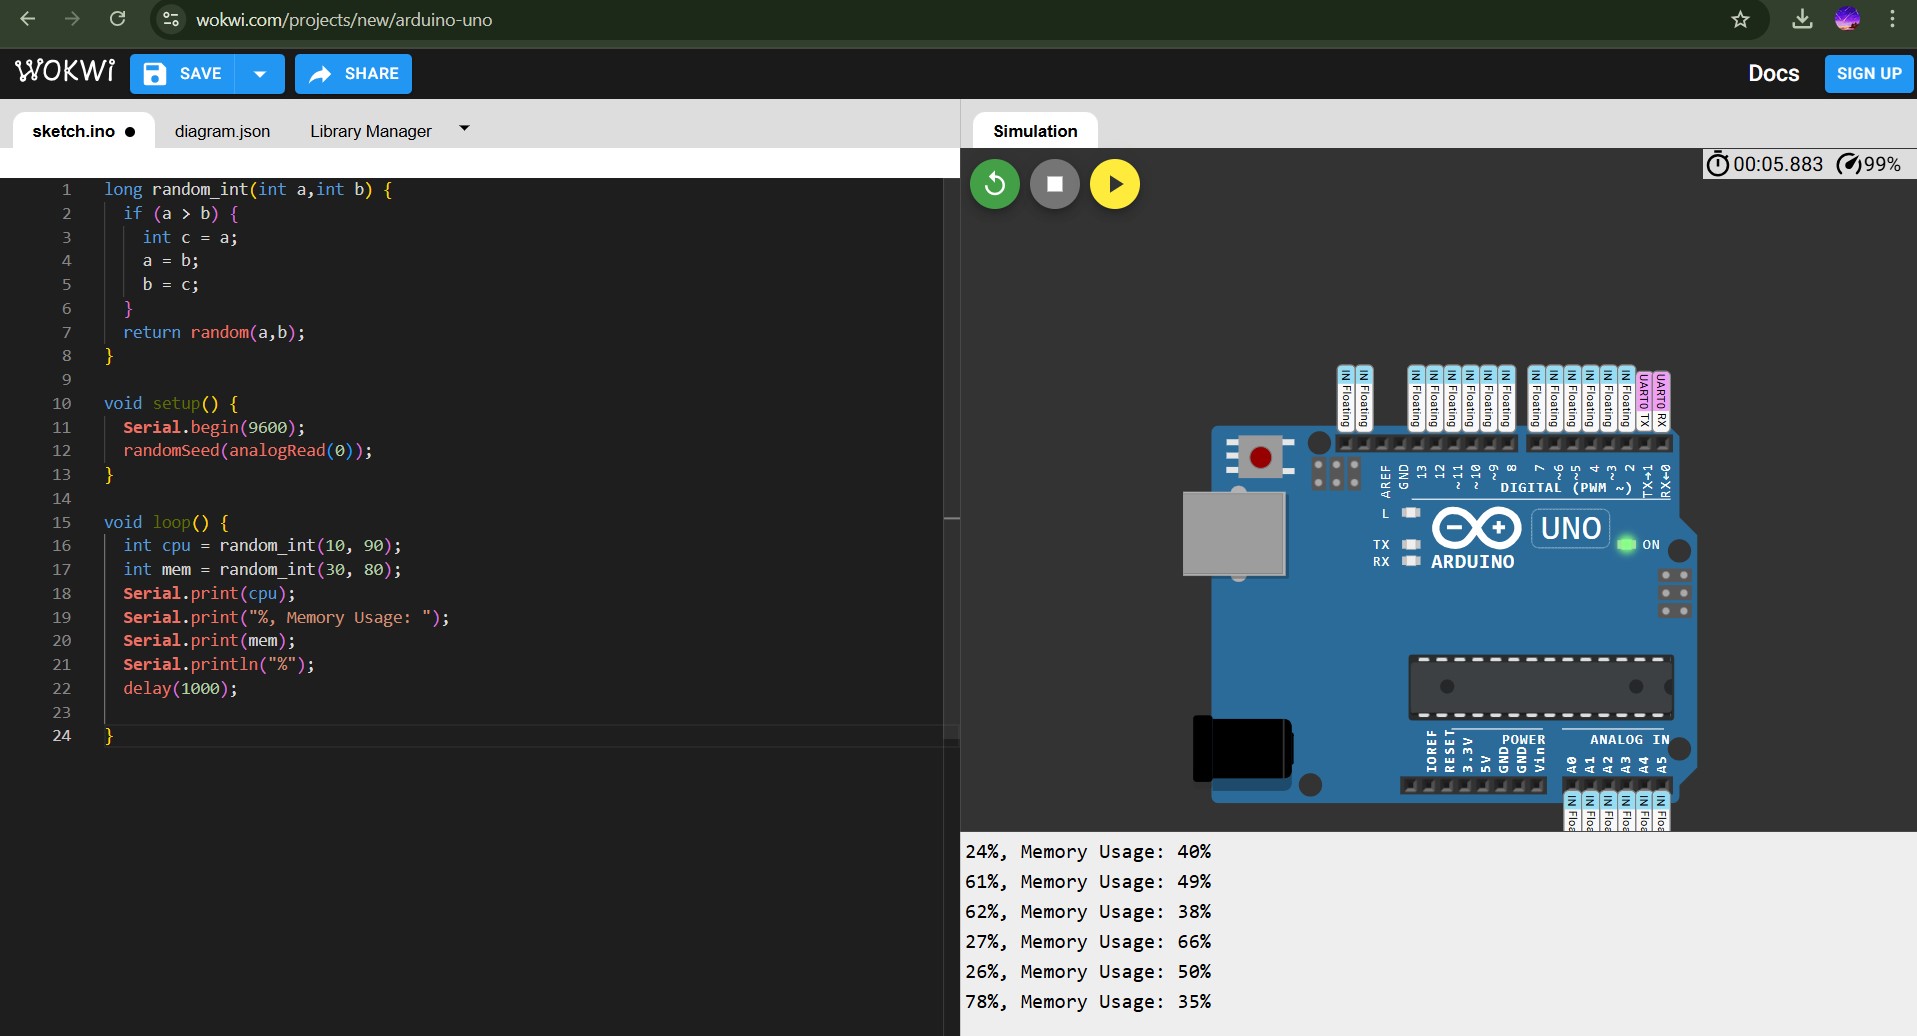 wokwi.com/projects/new/arduino-uno
WOKWi SAVE SHARE Docs SIGN UP
sketch.ino ● diagram.json Library Manager Simulation
00:05.883 99%
1 long random_int(int a,int b) {
2 if (a > b) {
3 int c = a;
4 a = b;
5 b = c;
6 }
7 return random(a,b);
8 }
9
10 void setup() {
11 Serial.begin(9600);
12 randomSeed(analogRead(0));
13 }
14
15 void loop() {
16 int cpu = random_int(10, 90);
17 int mem = random_int(30, 80);
18 Serial.print(cpu);
19 Serial.print("%, Memory Usage: ");
20 Serial.print(mem);
21 Serial.println("%");
22 delay(1000);
23
24 }
IN Floating IN Floating IN Floating IN Floating IN Floating IN Floating IN Floating IN Floating IN Floating IN Floating IN Floating IN Floating IN Floating IN Floating UART0 TX UART0 RX
AREF GND 13 12 ~11 ~10 ~9 8 7 ~6 ~5 4 ~3 2 TX→1 RX←0
DIGITAL (PWM ~)
L
UNO
TX ON
RX ARDUINO
POWER ANALOG IN
IOREF RESET 3.3V 5V GND GND Vin A0 A1 A2 A3 A4 A5
IN Floa IN Floa IN Floa IN Floa IN Floa IN Floa
24%, Memory Usage: 40%
61%, Memory Usage: 49%
62%, Memory Usage: 38%
27%, Memory Usage: 66%
26%, Memory Usage: 50%
78%, Memory Usage: 35%